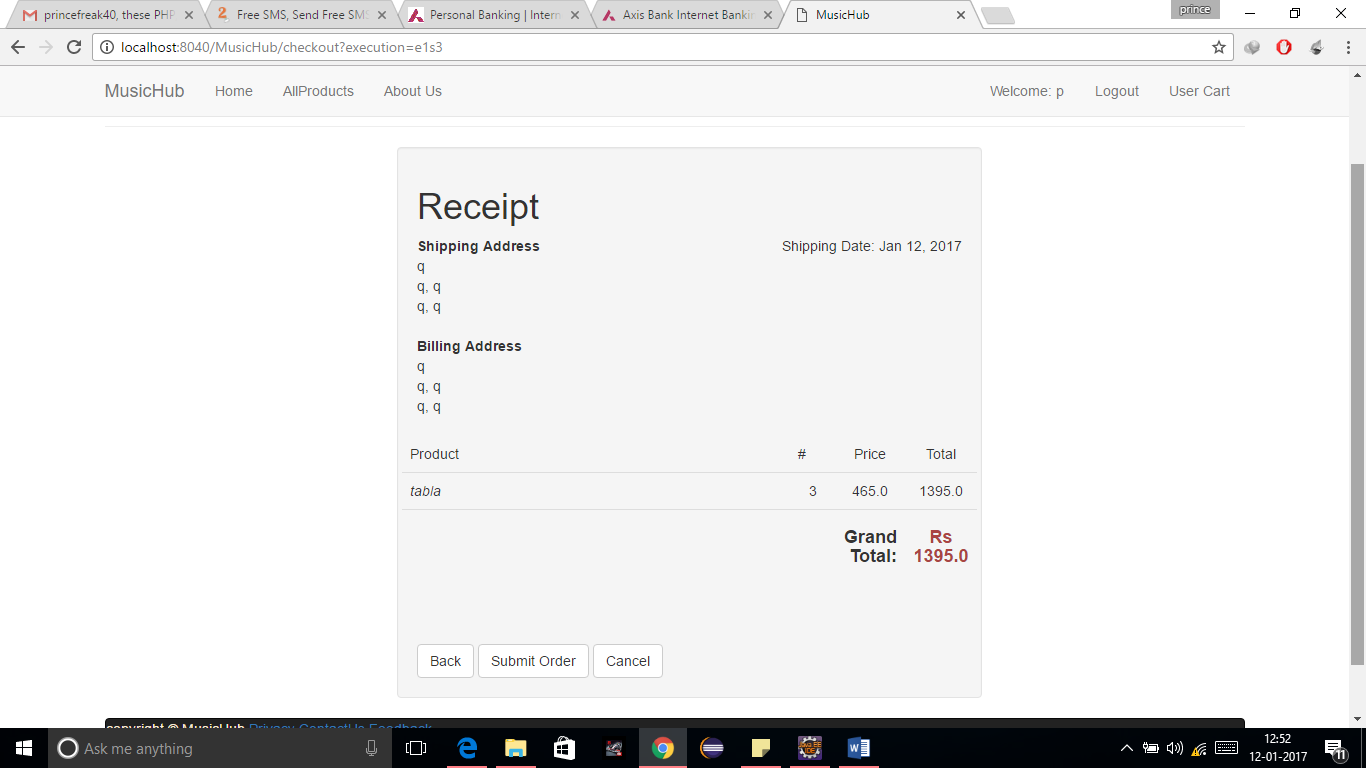 princefreak40, these PHP
Free SMS, Send Free SMS
Personal Banking | Intern
Axis Bank Internet Bankin
MusicHub
prince
localhost:8040/MusicHub/checkout?execution=e1s3
MusicHub Home AllProducts About Us Welcome: p Logout User Cart
Receipt
Shipping Address Shipping Date: Jan 12, 2017
q
q, q
q, q
Billing Address
q
q, q
q, q
Product # Price Total
tabla 3 465.0 1395.0
Grand Rs
Total: 1395.0
Back Submit Order Cancel
copyright @ MusicHub Privacy ContactUs Feedback
Ask me anything
12:52
12-01-2017
11